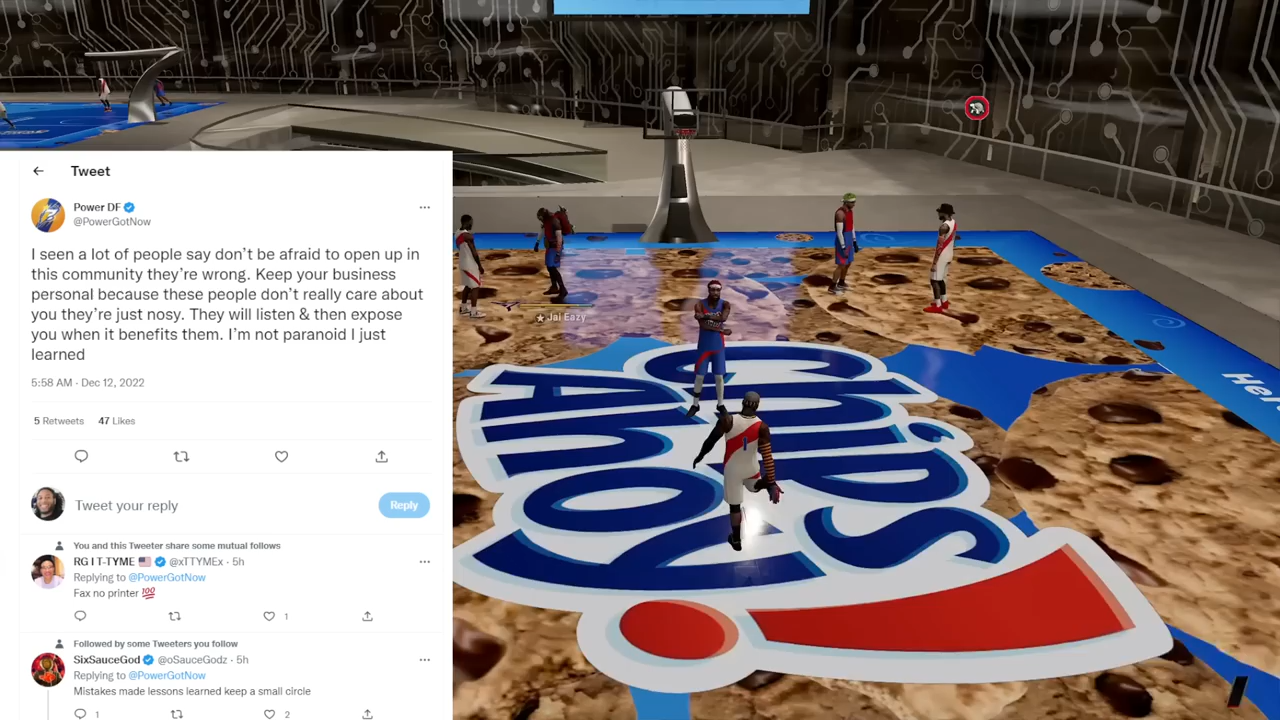 Tweet
Power DF
@PowerGotNow
I seen a lot of people say don't be afraid to open up in
this community they're wrong. Keep your business
personal because these people don't really care about
you they're just nosy. They will listen & then expose
you when it benefits them. I'm not paranoid I just
learned
5:58 AM · Dec 12, 2022
5 Retweets 47 Likes
Tweet your reply
Reply
You and this Tweeter share some mutual follows
RG I T-TYME 🇺🇸 @xTTYMEx · 5h
Replying to @PowerGotNow
Fax no printer 💯
1
Followed by some Tweeters you follow
SixSauceGod @oSauceGodz · 5h
Replying to @PowerGotNow
Mistakes made lessons learned keep a small circle
1 2
Jai Eazy
Chips
Ahoy!